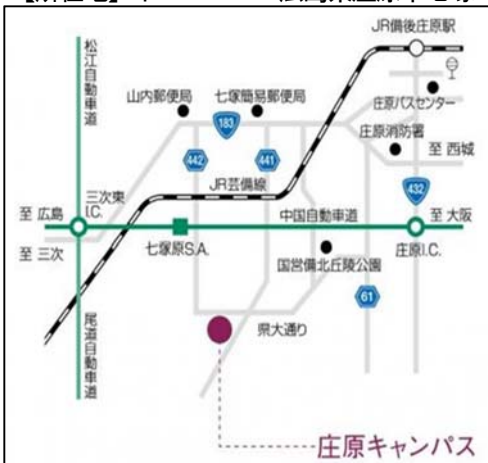 JR備後庄原駅
松江自動車道
山内郵便局
七塚簡易郵便局
庄原バスセンター
183
庄原消防署
442
441
至 西城
JR芸備線
432
三次東
I.C.
至 広島
中国自動車道
至 大阪
至 三次
七塚原S.A.
庄原I.C.
国営備北丘陵公園
61
尾道自動車道
県大通り
庄原キャンパス